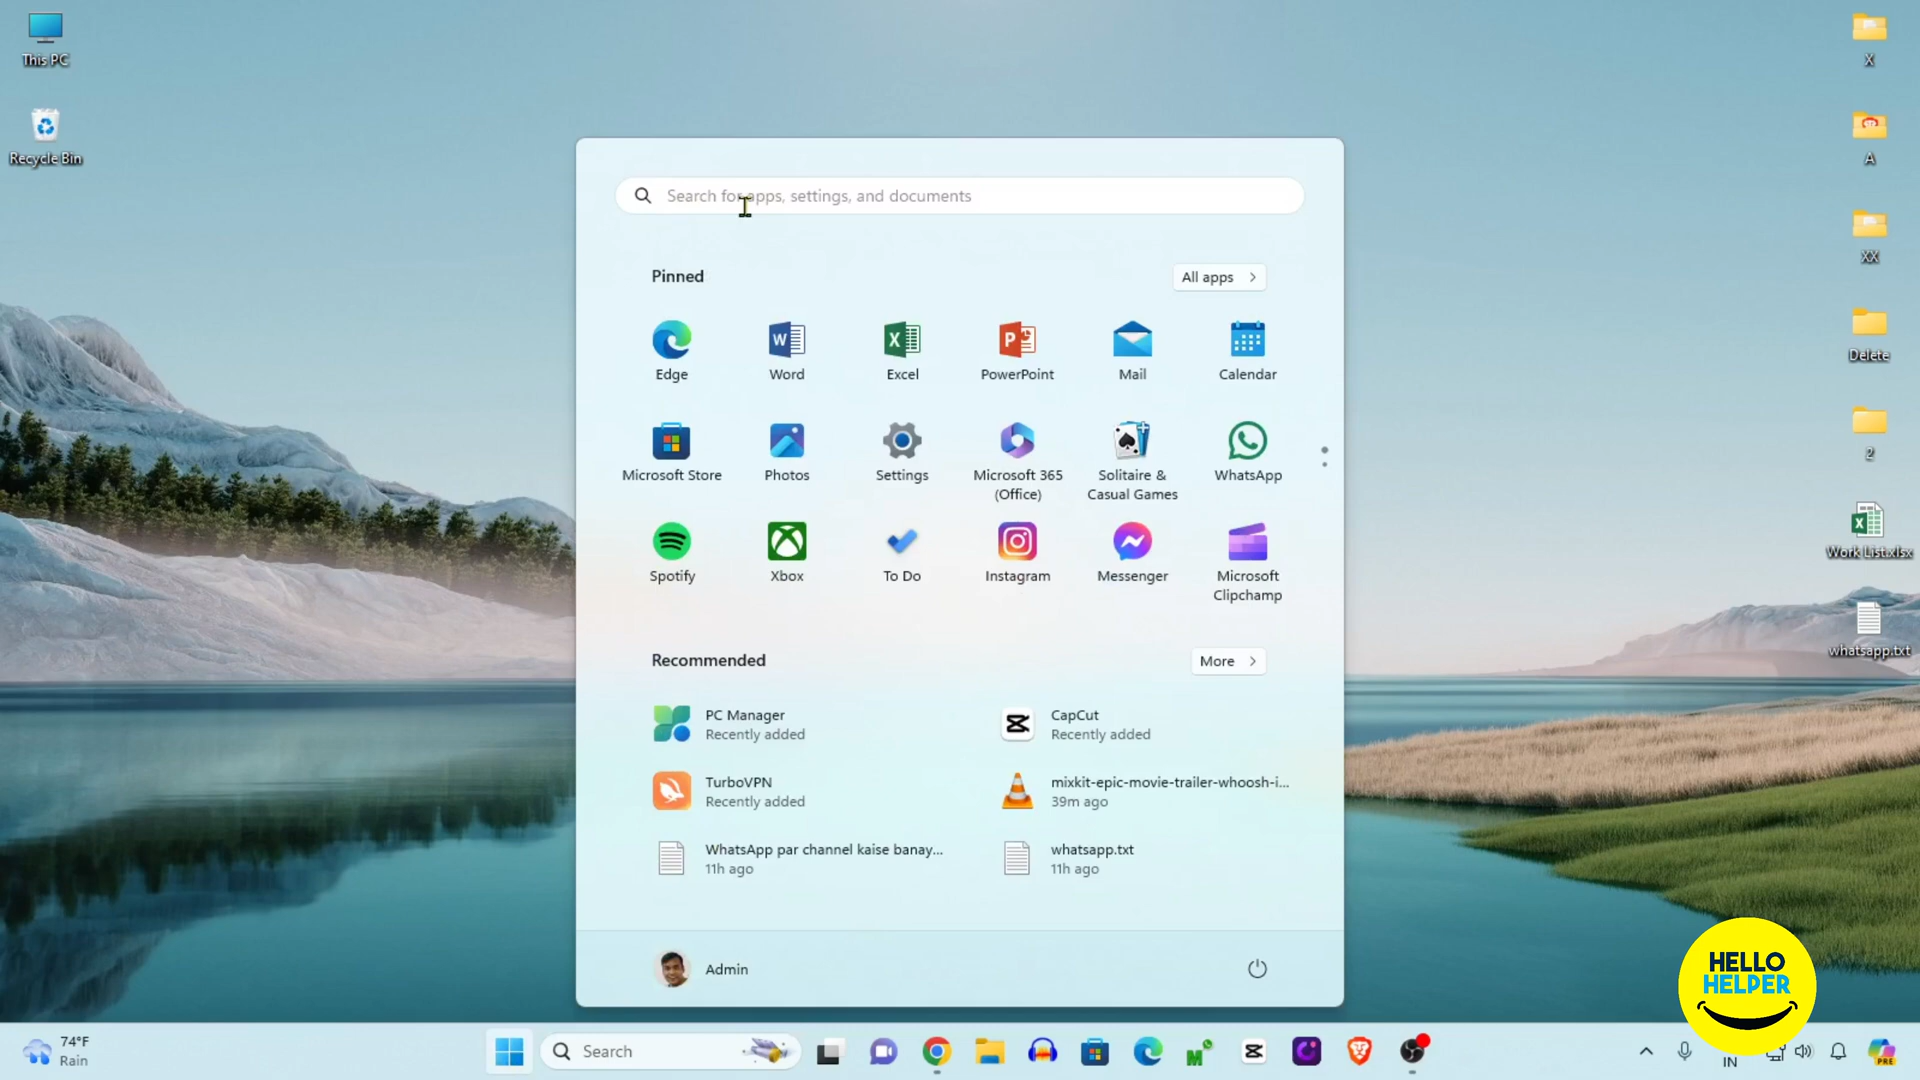 This PC
Recycle Bin
X
A
XX
Delete
2
Work List.xlsx
whatsapp.txt
Search for apps, settings, and documents
Pinned
All apps
Edge
Word
Excel
PowerPoint
Mail
Calendar
Microsoft Store
Photos
Settings
Microsoft 365
(Office)
Solitaire &
Casual Games
WhatsApp
Spotify
Xbox
To Do
Instagram
Messenger
Microsoft
Clipchamp
Recommended
More
PC Manager
Recently added
CapCut
Recently added
TurboVPN
Recently added
mixkit-epic-movie-trailer-whoosh-i...
39m ago
WhatsApp par channel kaise banay...
11h ago
whatsapp.txt
11h ago
Admin
HELLO
HELPER
74°F
Rain
Search
IN
PRE